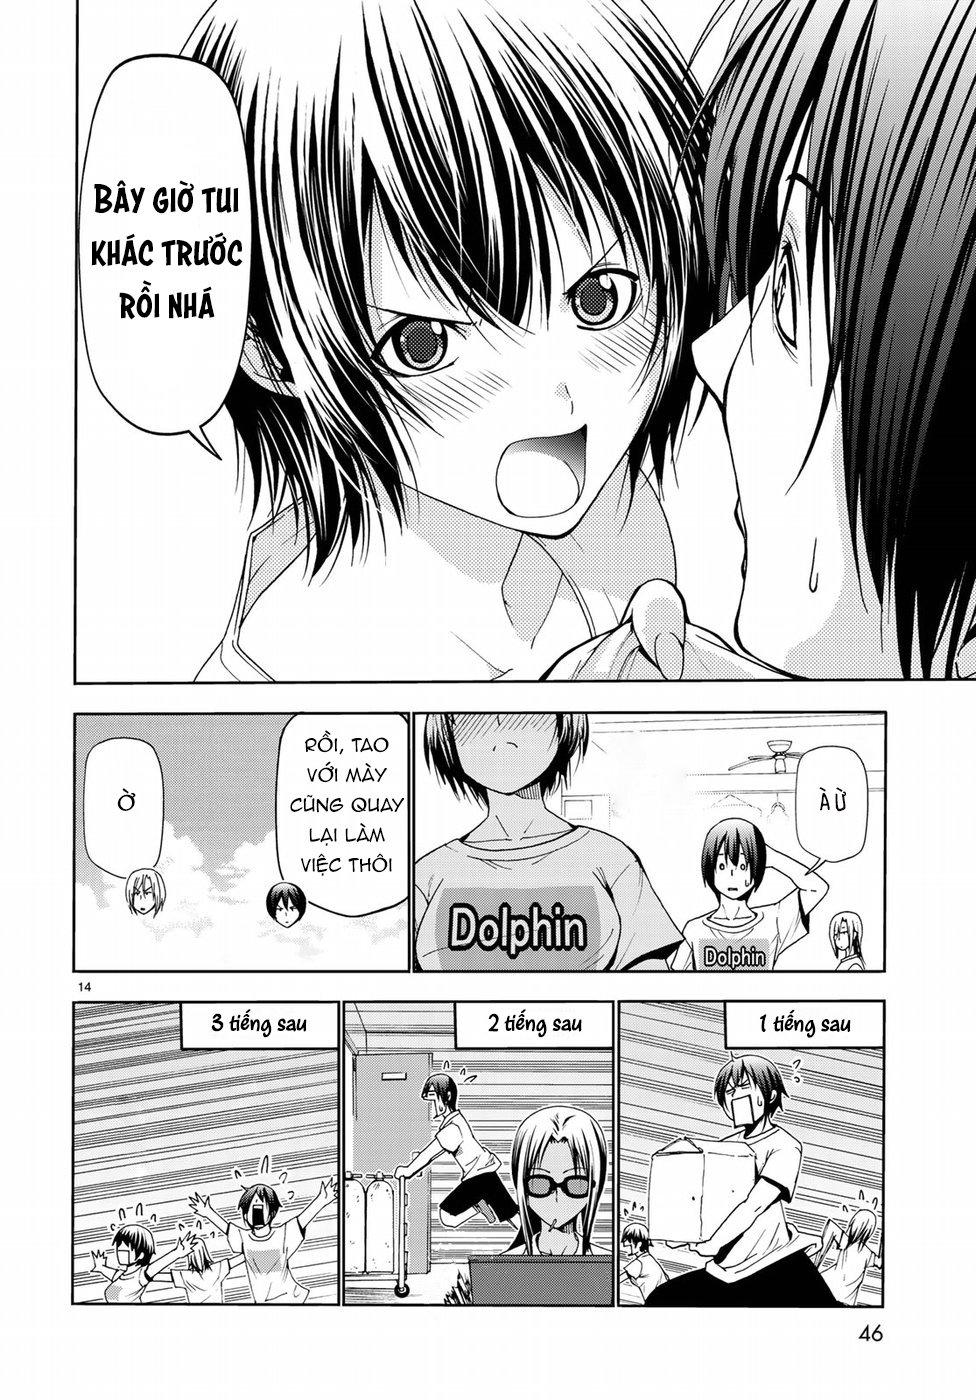 BÂY GIỜ TUI
KHÁC TRƯỚC
RỒI NHÁ
À Ừ
Dolphin
Dolphin
RỒI, TAO
VỚI MÀY
CŨNG QUAY
LẠI LÀM
VIỆC THÔI
Ờ
14
1 tiếng sau
2 tiếng sau
3 tiếng sau
46